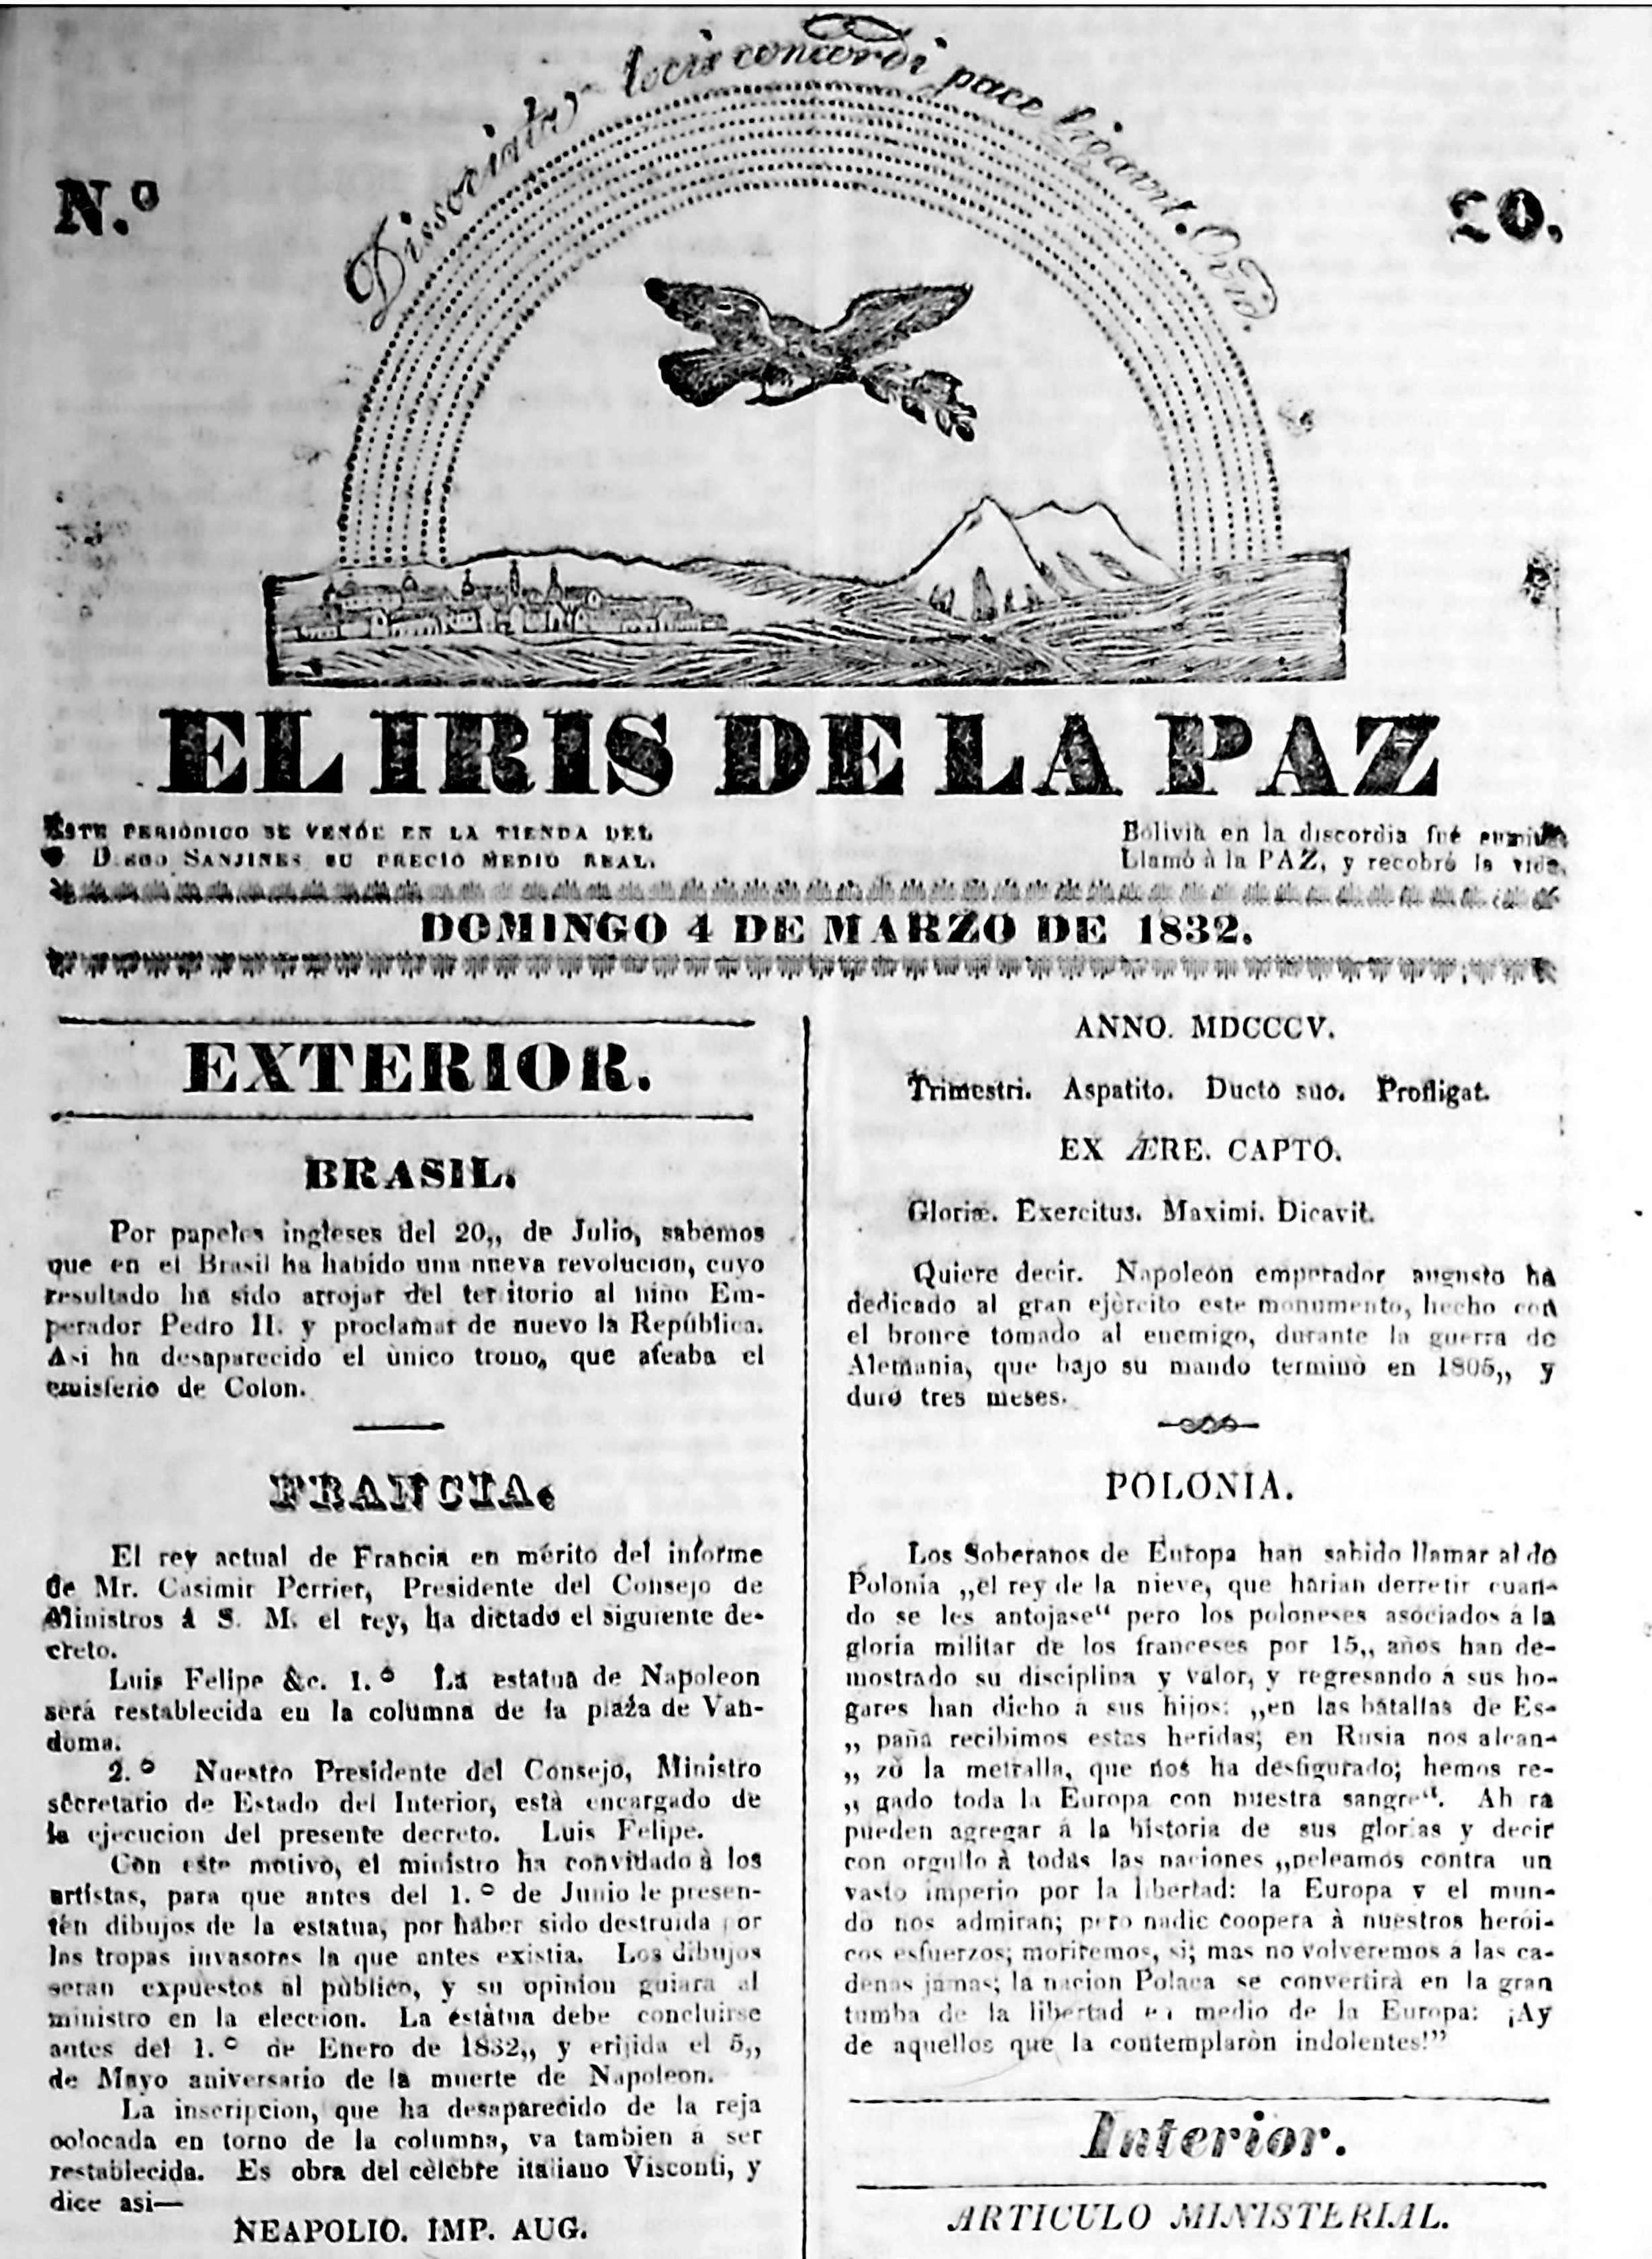 Dissociata locis concordi pace ligavit. Ovid.
N.º 20.
EL IRIS DE LA PAZ
ESTE PERIÓDICO SE VENDE EN LA TIENDA DEL
D. DIEGO SANJINES SU PRECIO MEDIO REAL.
Bolivia en la discordia fué
Llamó à la PAZ, y recobró la vida.
DOMINGO 4 DE MARZO DE 1832.
EXTERIOR.
BRASIL.
Por papeles ingleses del 20,, de Julio, sabemos
que en el Brasil ha habido una nueva revolucion, cuyo
resultado ha sido arrojar del territorio al niño Em-
perador Pedro II. y proclamar de nuevo la República.
Asi ha desaparecido el ùnico trono, que afeaba el
emisferio de Colon.
FRANCIA.
El rey actual de Francia en mérito del informe
de Mr. Casimir Perrier, Presidente del Consejo de
Ministros á S. M. el rey, ha dictado el siguiente de-
creto.
Luis Felipe &c. 1.º La estatua de Napoleon
será restablecida en la columna de la plaza de Van-
doma.
2.º Nuestro Presidente del Consejo, Ministro
secretario de Estado del Interior, està encargado de
la ejecucion del presente decreto. Luis Felipe.
Con este motivo, el ministro ha convidado à los
artistas, para que antes del 1.º de Junio le presen-
ten dibujos de la estatua, por haber sido destruida por
las tropas invasores la que antes existia. Los dibujos
seran expuestos al pùblico, y su opinion guiara al
ministro en la eleccion. La estàtua debe concluirse
antes del 1.º de Enero de 1832,, y erijida el 5,,
de Mayo aniversario de la muerte de Napoleon.
La inscripcion, que ha desaparecido de la reja
colocada en torno de la columna, va tambien á ser
restablecida. Es obra del cèlebre italiano Visconti, y
dice asi—
NEAPOLIO. IMP. AUG.
ANNO. MDCCCV.
Trimestri. Aspatito. Ducto suo. Profligat.
EX ÆRE. CAPTO.
Gloriæ. Exercitus. Maximi. Dicavit.
Quiere decir. Napoleon emperador augusto ha
dedicado al gran ejército este monumento, hecho con
el bronce tomado al enemigo, durante la guerra de
Alemania, que bajo su mando terminò en 1805,, y
duró tres meses.
POLONIA.
Los Soberanos de Europa han sabido llamar al de
Polonia ,,el rey de la nieve, que harian derretir cuan-
do se les antojase“ pero los poloneses asociados á la
gloria militar de los franceses por 15,, años han de-
mostrado su disciplina y valor, y regresando á sus ho-
gares han dicho á sus hijos: ,,en las batallas de Es-
,, paña recibimos estas heridas; en Rusia nos alcan-
,, zò la metralla, que nos ha desfigurado; hemos re-
,, gado toda la Europa con nuestra sangre“. Ah ra
pueden agregar á la historia de sus glorias y decir
con orgullo à todas las naciones ,,peleamos contra un
vasto imperio por la libertad: la Europa y el mun-
do nos admiran; pero nadie coopera à nuestros herói-
cos esfuerzos; moriremos, si; mas no volveremos á las ca-
denas jamas; la nacion Polaca se convertirà en la gran
tumba de la libertad en medio de la Europa: ¡Ay
de aquellos que la contemplaròn indolentes!”
Interior.
ARTICULO MINISTERIAL.